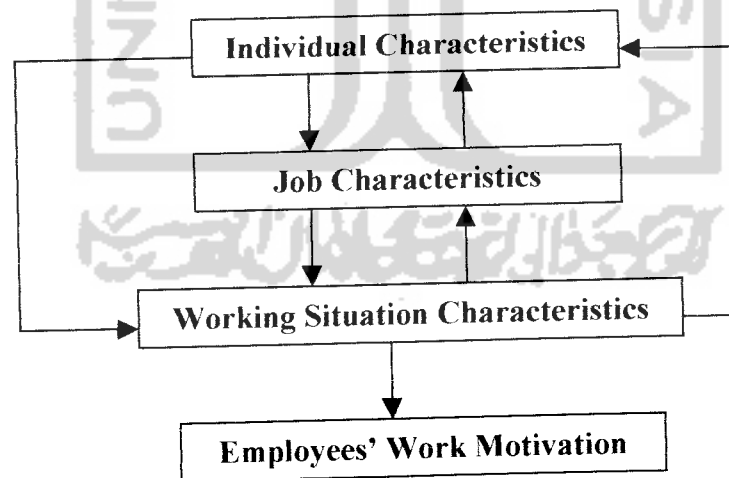 Individual Characteristics
Job Characteristics
Working Situation Characteristics
Employees' Work Motivation